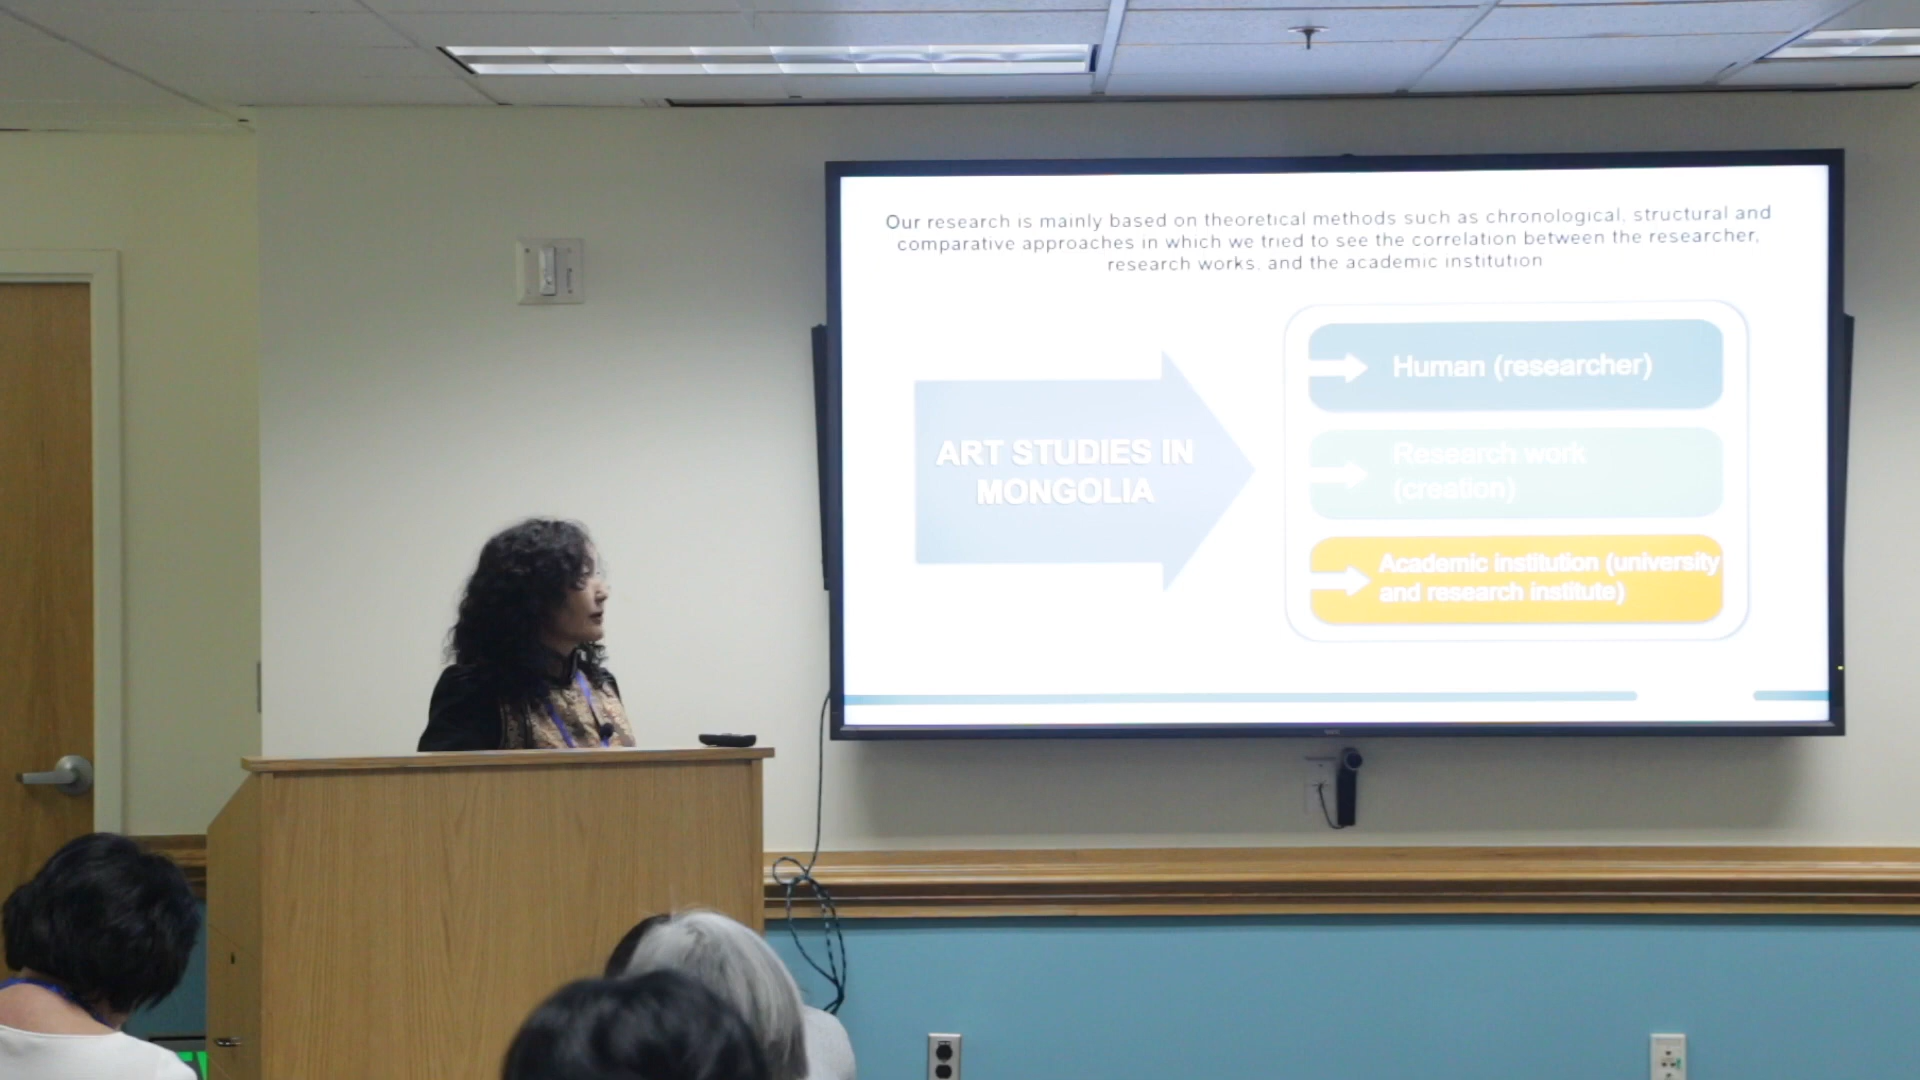 Our research is mainly based on theoretical methods such as chronological, structural and
comparative approaches in which we tried to see the correlation between the researcher,
research works, and the academic institution
ART STUDIES IN
MONGOLIA
Human (researcher)
Research work
(creation)
Academic institution (university
and research institute)